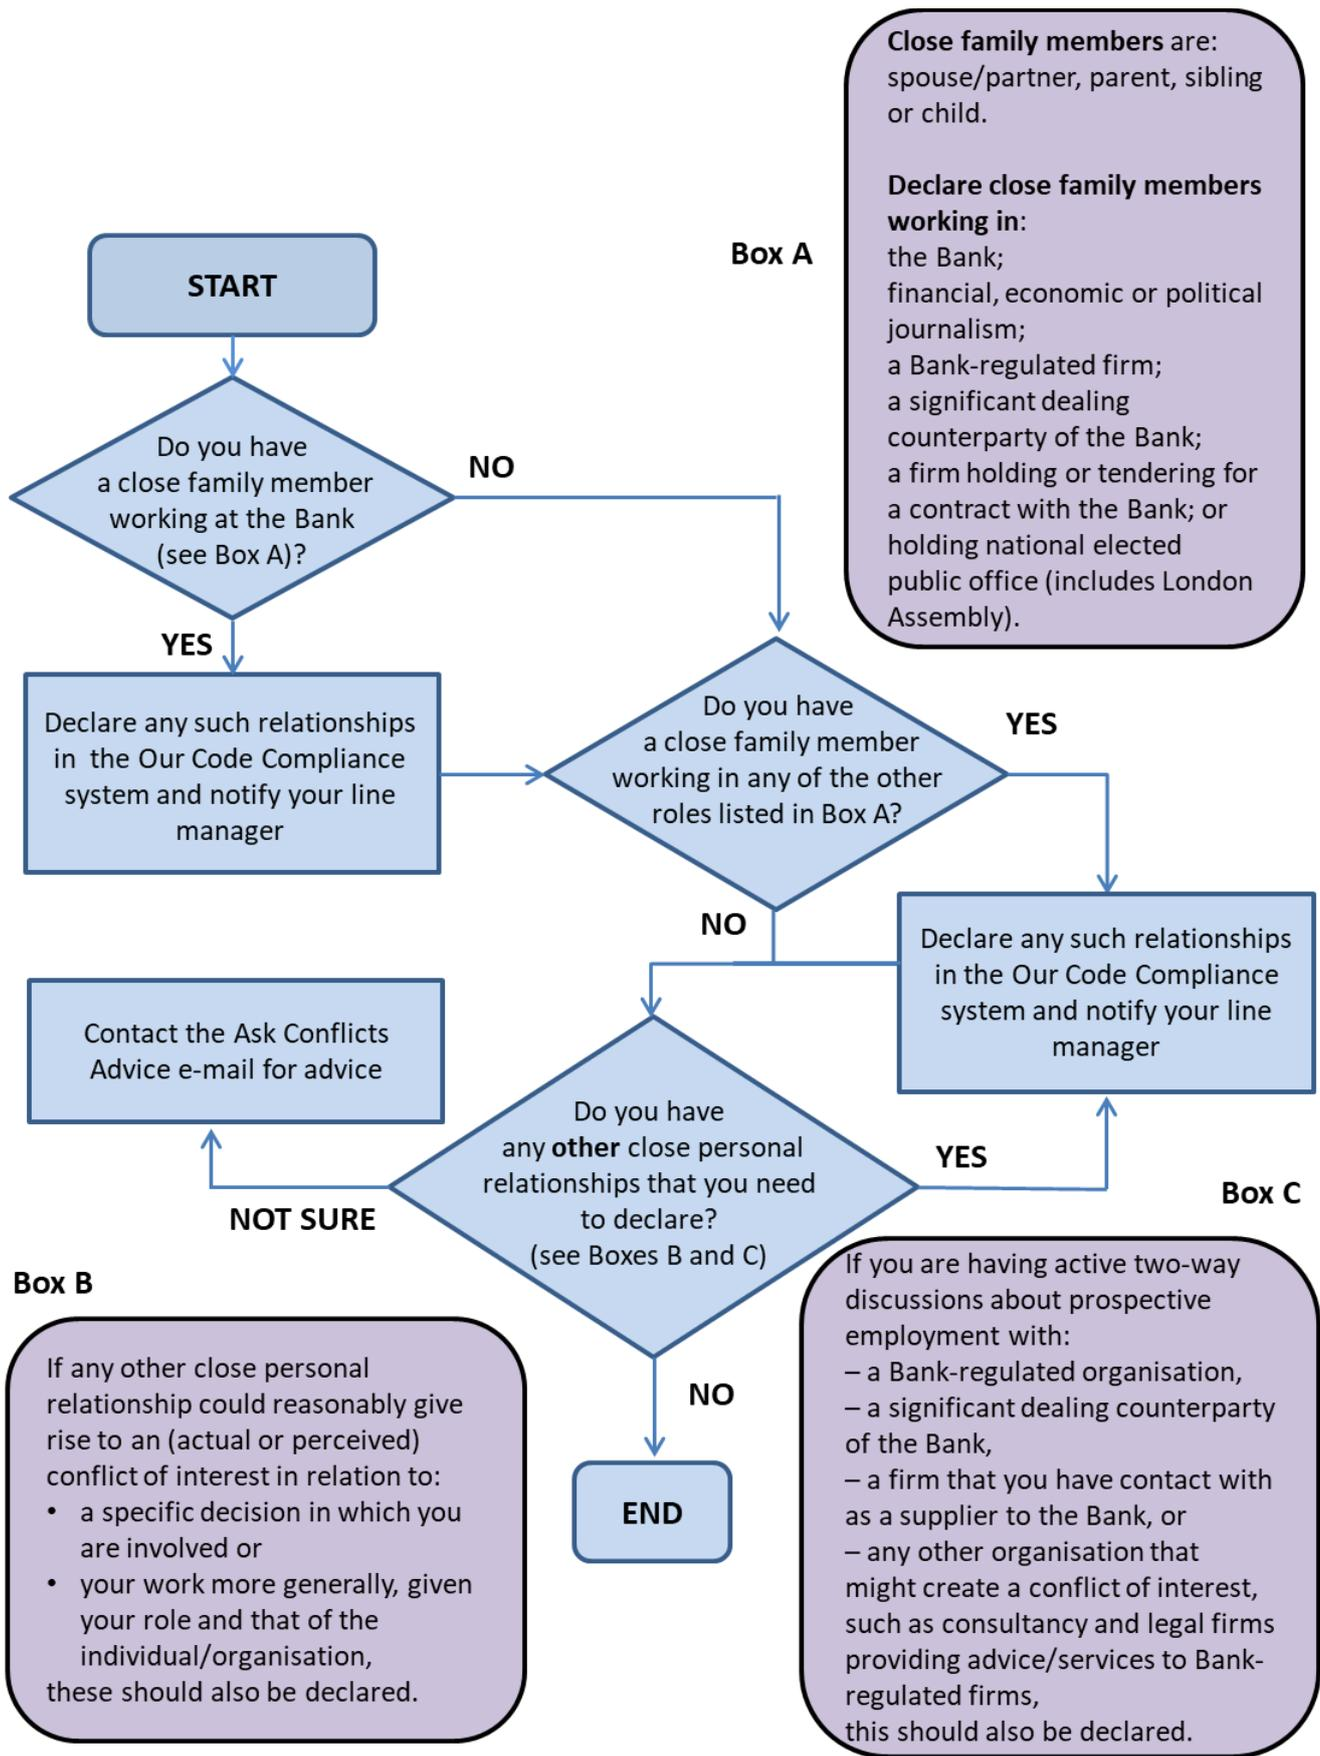 Close family members are:
spouse/partner, parent, sibling
or child.
Declare close family members
working in:
the Bank;
financial, economic or political
journalism;
a Bank-regulated firm;
a significant dealing
counterparty of the Bank;
a firm holding or tendering for
a contract with the Bank; or
holding national elected
public office (includes London
Assembly).
Box A
START
Do you have
a close family member
working at the Bank
(see Box A)?
NO
YES
Declare any such relationships
in the Our Code Compliance
system and notify your line
manager
Do you have
a close family member
working in any of the other
roles listed in Box A?
YES
NO
Declare any such relationships
in the Our Code Compliance
system and notify your line
manager
Contact the Ask Conflicts
Advice e-mail for advice
Do you have
any other close personal
relationships that you need
to declare?
(see Boxes B and C)
YES
NOT SURE
Box C
Box B
If any other close personal
relationship could reasonably give
rise to an (actual or perceived)
conflict of interest in relation to:
• a specific decision in which you
are involved or
• your work more generally, given
your role and that of the
individual/organisation,
these should also be declared.
NO
END
If you are having active two-way
discussions about prospective
employment with:
– a Bank-regulated organisation,
– a significant dealing counterparty
of the Bank,
– a firm that you have contact with
as a supplier to the Bank, or
– any other organisation that
might create a conflict of interest,
such as consultancy and legal firms
providing advice/services to Bank-
regulated firms,
this should also be declared.